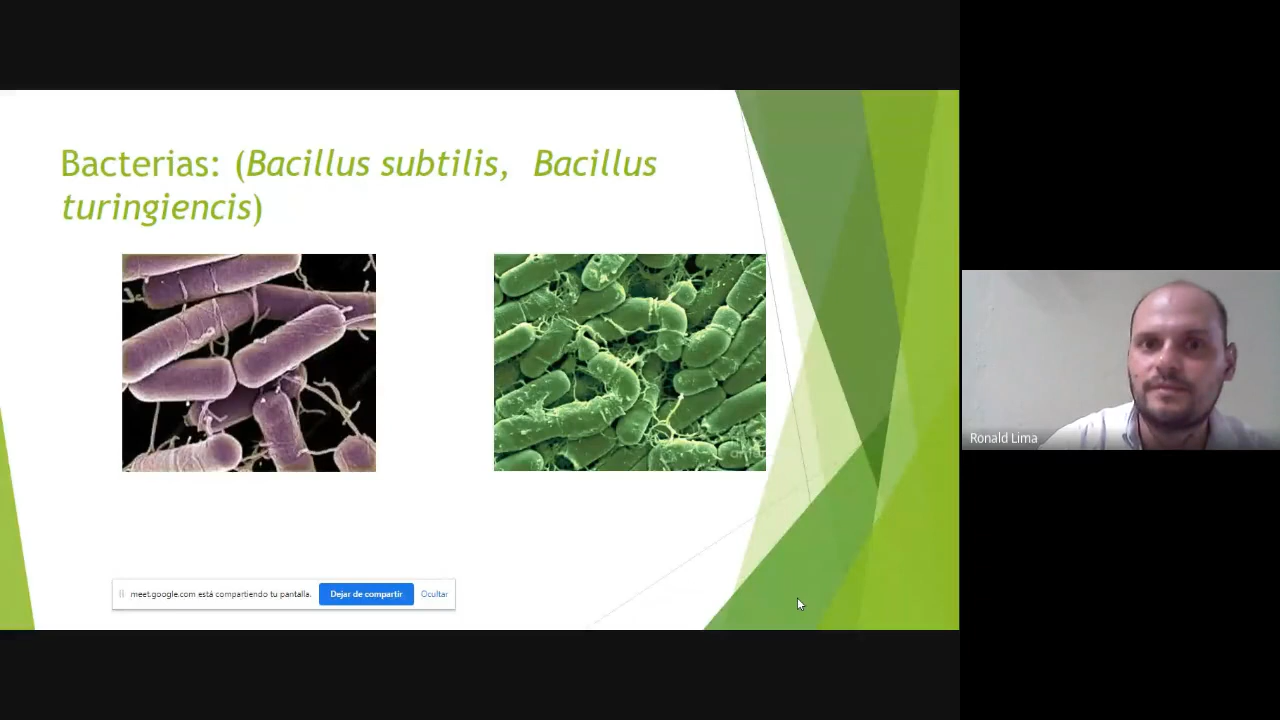 Bacterias: (Bacillus subtilis, Bacillus
turingiencis)
meet.google.com está compartiendo tu pantalla.
Dejar de compartir
Ocultar
Ronald Lima